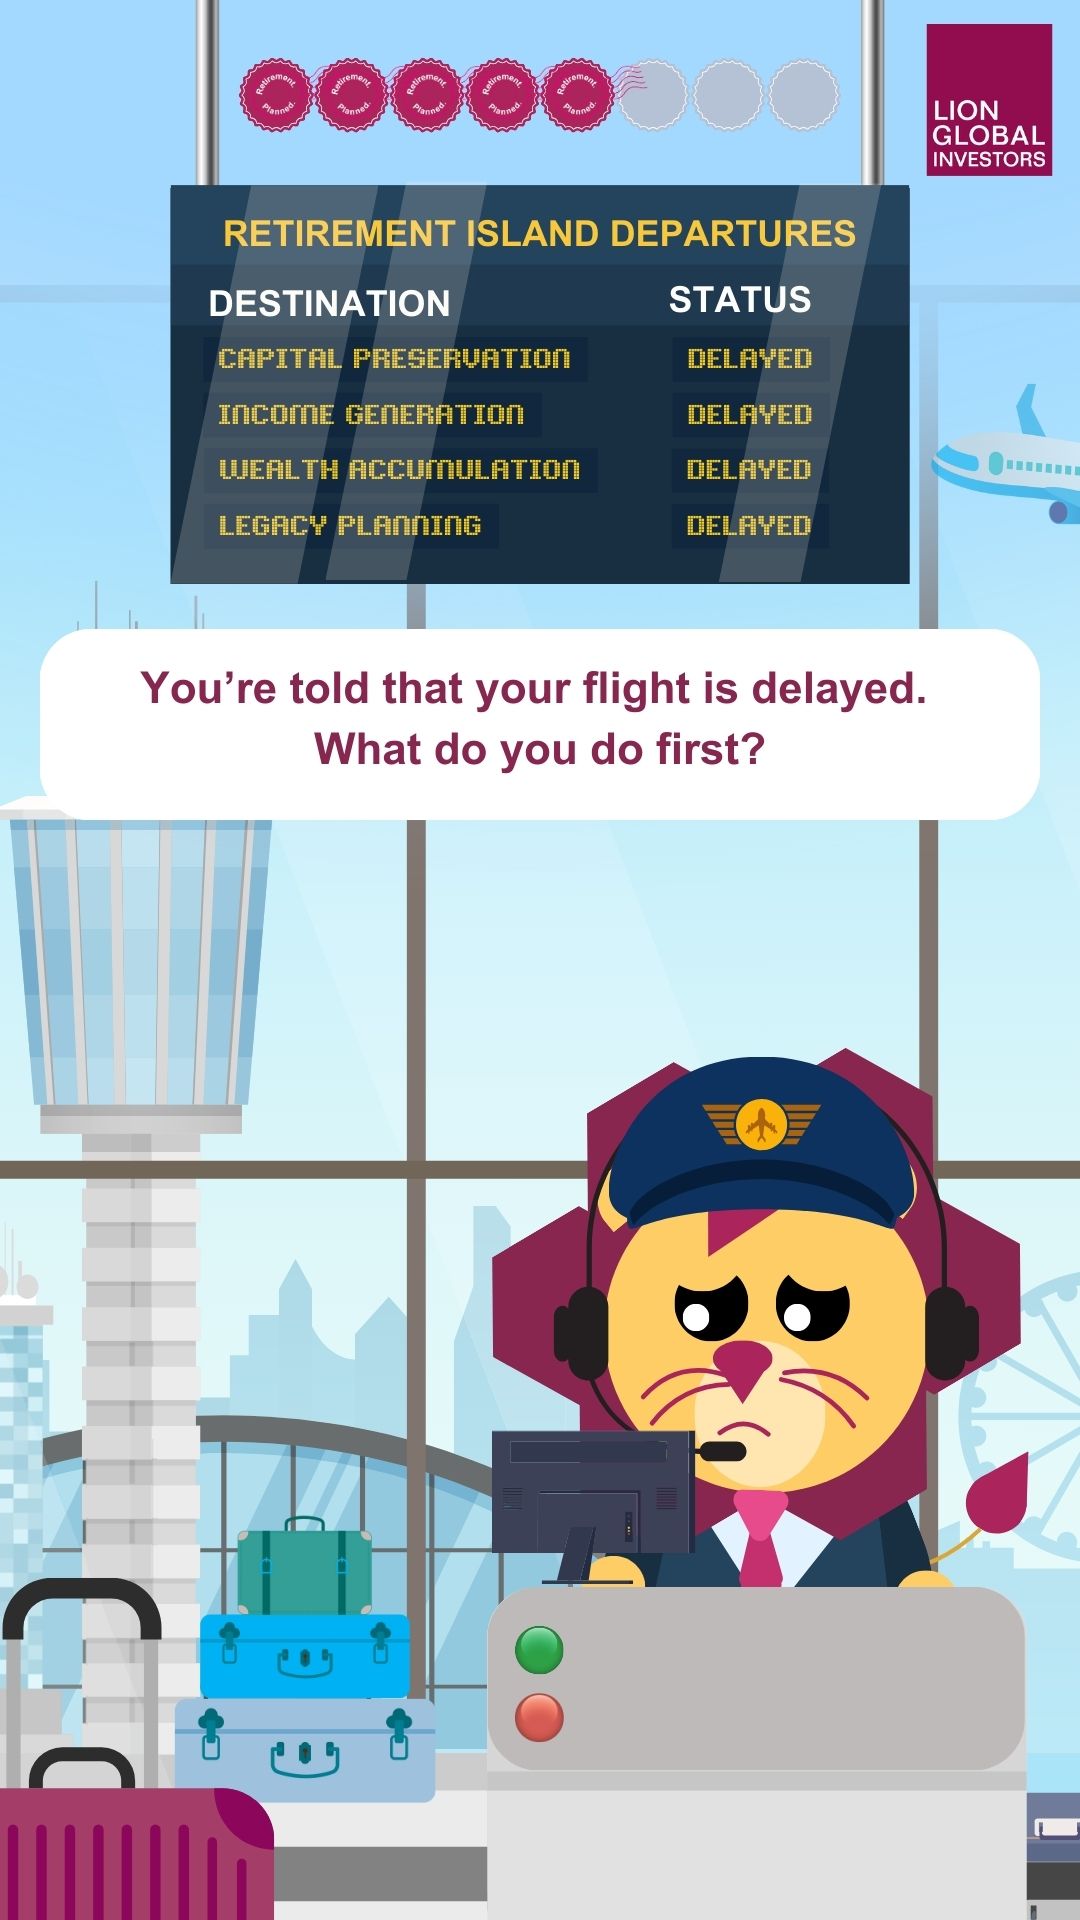 Retirement
Planned.
Retirement
Planned.
Retirement
Planned.
Retirement
Planned.
Retirement
Planned.
LION
GLOBAL
INVESTORS
RETIREMENT ISLAND DEPARTURES
DESTINATION STATUS
CAPITAL PRESERVATION DELAYED
INCOME GENERATION DELAYED
WEALTH ACCUMULATION DELAYED
LEGACY PLANNING DELAYED
You’re told that your flight is delayed.
What do you do first?